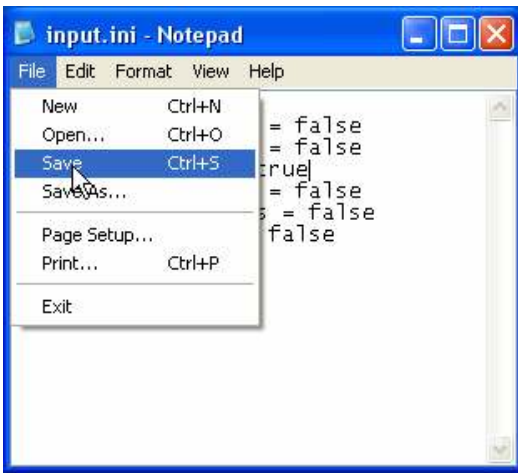 input.ini - Notepad
File Edit Format View Help
New Ctrl+N
Open... Ctrl+O
Save Ctrl+S
Save As...
Page Setup...
Print... Ctrl+P
Exit
= false
= false
true
= false
= false
false